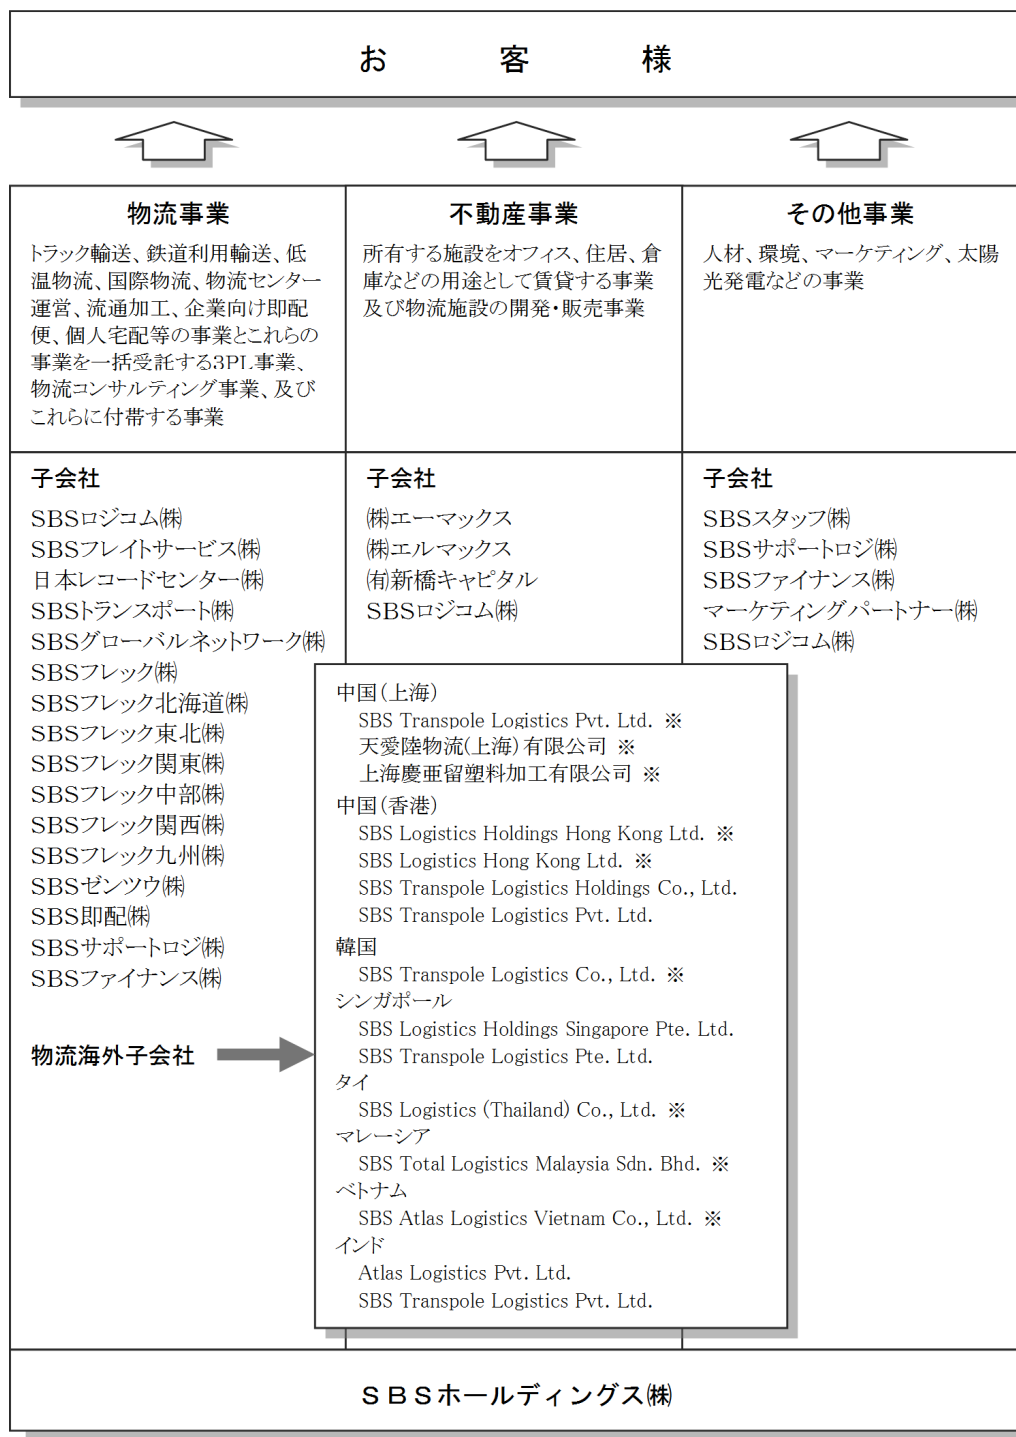 お客様
物流事業
トラック輸送、鉄道利用輸送、低
温物流、国際物流、物流センター
運営、流通加工、企業向け即配
便、個人宅配等の事業とこれらの
事業を一括受託する3PL事業、
物流コンサルティング事業、及び
これらに付帯する事業
不動産事業
所有する施設をオフィス、住居、倉
庫などの用途として賃貸する事業
及び物流施設の開発・販売事業
その他事業
人材、環境、マーケティング、太陽
光発電などの事業
子会社
SBSロジコム㈱
SBSフレイトサービス㈱
日本レコードセンター㈱
SBSトランスポート㈱
SBSグローバルネットワーク㈱
SBSフレック㈱
SBSフレック北海道㈱
SBSフレック東北㈱
SBSフレック関東㈱
SBSフレック中部㈱
SBSフレック関西㈱
SBSフレック九州㈱
SBSゼンツウ㈱
SBS即配㈱
SBSサポートロジ㈱
SBSファイナンス㈱
物流海外子会社
子会社
㈱エーマックス
㈱エルマックス
㈲新橋キャピタル
SBSロジコム㈱
子会社
SBSスタッフ㈱
SBSサポートロジ㈱
SBSファイナンス㈱
マーケティングパートナー㈱
SBSロジコム㈱
中国(上海)
SBS Transpole Logistics Pvt. Ltd. ※
天愛陸物流(上海)有限公司 ※
上海慶亜留塑料加工有限公司 ※
中国(香港)
SBS Logistics Holdings Hong Kong Ltd. ※
SBS Logistics Hong Kong Ltd. ※
SBS Transpole Logistics Holdings Co., Ltd.
SBS Transpole Logistics Pvt. Ltd.
韓国
SBS Transpole Logistics Co., Ltd. ※
シンガポール
SBS Logistics Holdings Singapore Pte. Ltd.
SBS Transpole Logistics Pte. Ltd.
タイ
SBS Logistics (Thailand) Co., Ltd. ※
マレーシア
SBS Total Logistics Malaysia Sdn. Bhd. ※
ベトナム
SBS Atlas Logistics Vietnam Co., Ltd. ※
インド
Atlas Logistics Pvt. Ltd.
SBS Transpole Logistics Pvt. Ltd.
SBSホールディングス㈱